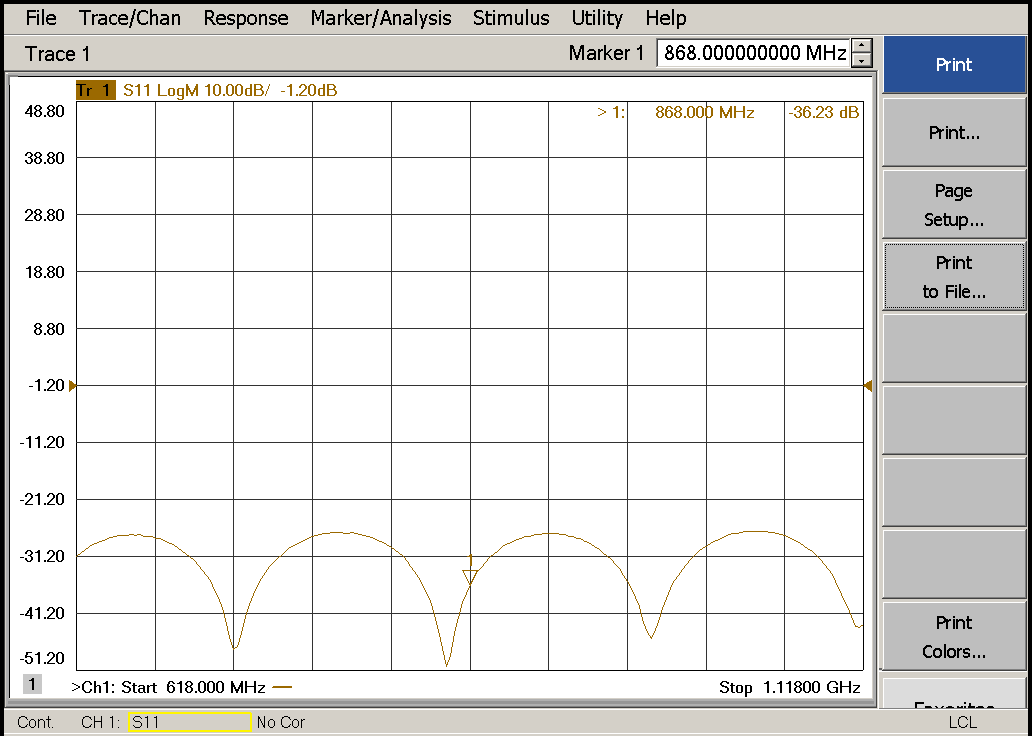 File Trace/Chan Response Marker/Analysis Stimulus Utility Help
Trace 1 Marker 1 868.000000000 MHz
Print
Tr 1 S11 LogM 10.00dB/ -1.20dB
> 1: 868.000 MHz -36.23 dB
48.80
38.80
28.80
18.80
8.80
-1.20
-11.20
-21.20
-31.20
-41.20
-51.20
1 >Ch1: Start 618.000 MHz Stop 1.11800 GHz
Print...
Page
Setup...
Print
to File...
Print
Colors...
Favorites
Cont. CH 1: S11 No Cor LCL